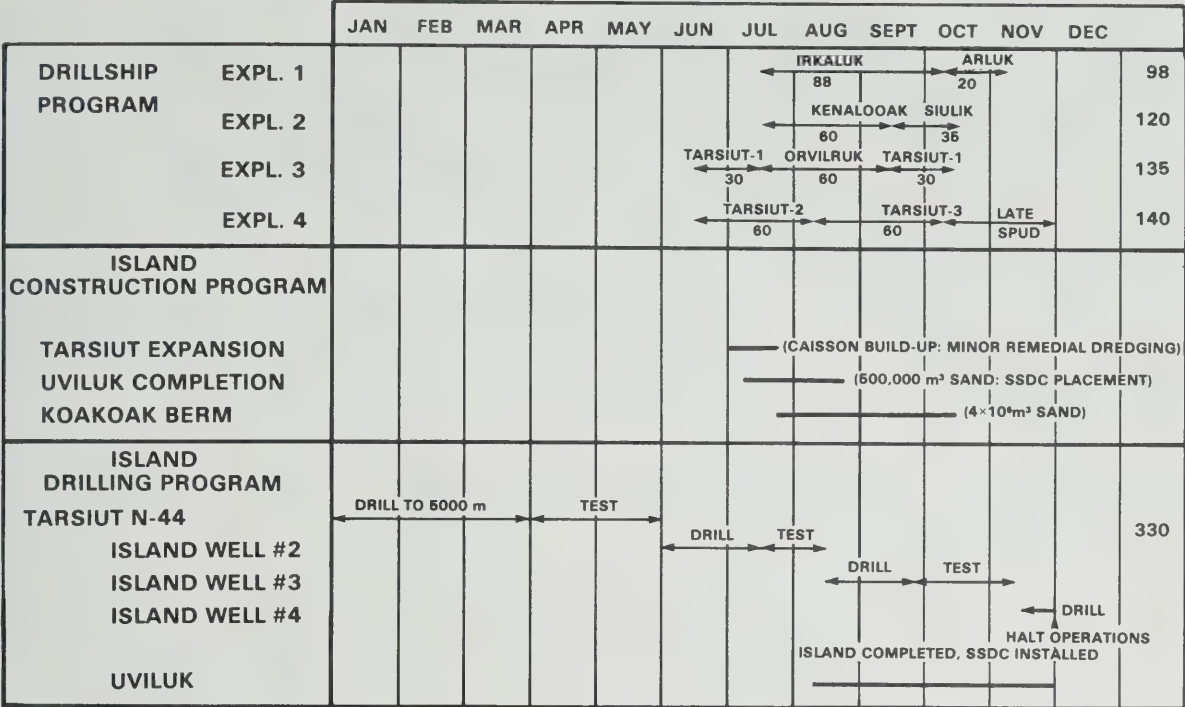 JAN FEB MAR APR MAY JUN JUL AUG SEPT OCT NOV DEC
DRILLSHIP PROGRAM
EXPL. 1 IRKALUK 88 ARLUK 20 98
EXPL. 2 KENALOOAK 60 SIULIK 35 120
EXPL. 3 TARSIUT-1 30 ORVILRUK 60 TARSIUT-1 30 135
EXPL. 4 TARSIUT-2 60 TARSIUT-3 60 LATE SPUD 140
ISLAND
CONSTRUCTION PROGRAM
TARSIUT EXPANSION (CAISSON BUILD-UP: MINOR REMEDIAL DREDGING)
UVILUK COMPLETION (500,000 m³ SAND: SSDC PLACEMENT)
KOAKOAK BERM (4×10⁶m³ SAND)
ISLAND
DRILLING PROGRAM
TARSIUT N-44 DRILL TO 5000 m TEST 330
ISLAND WELL #2 DRILL TEST
ISLAND WELL #3 DRILL TEST
ISLAND WELL #4 DRILL
HALT OPERATIONS
ISLAND COMPLETED, SSDC INSTALLED
UVILUK